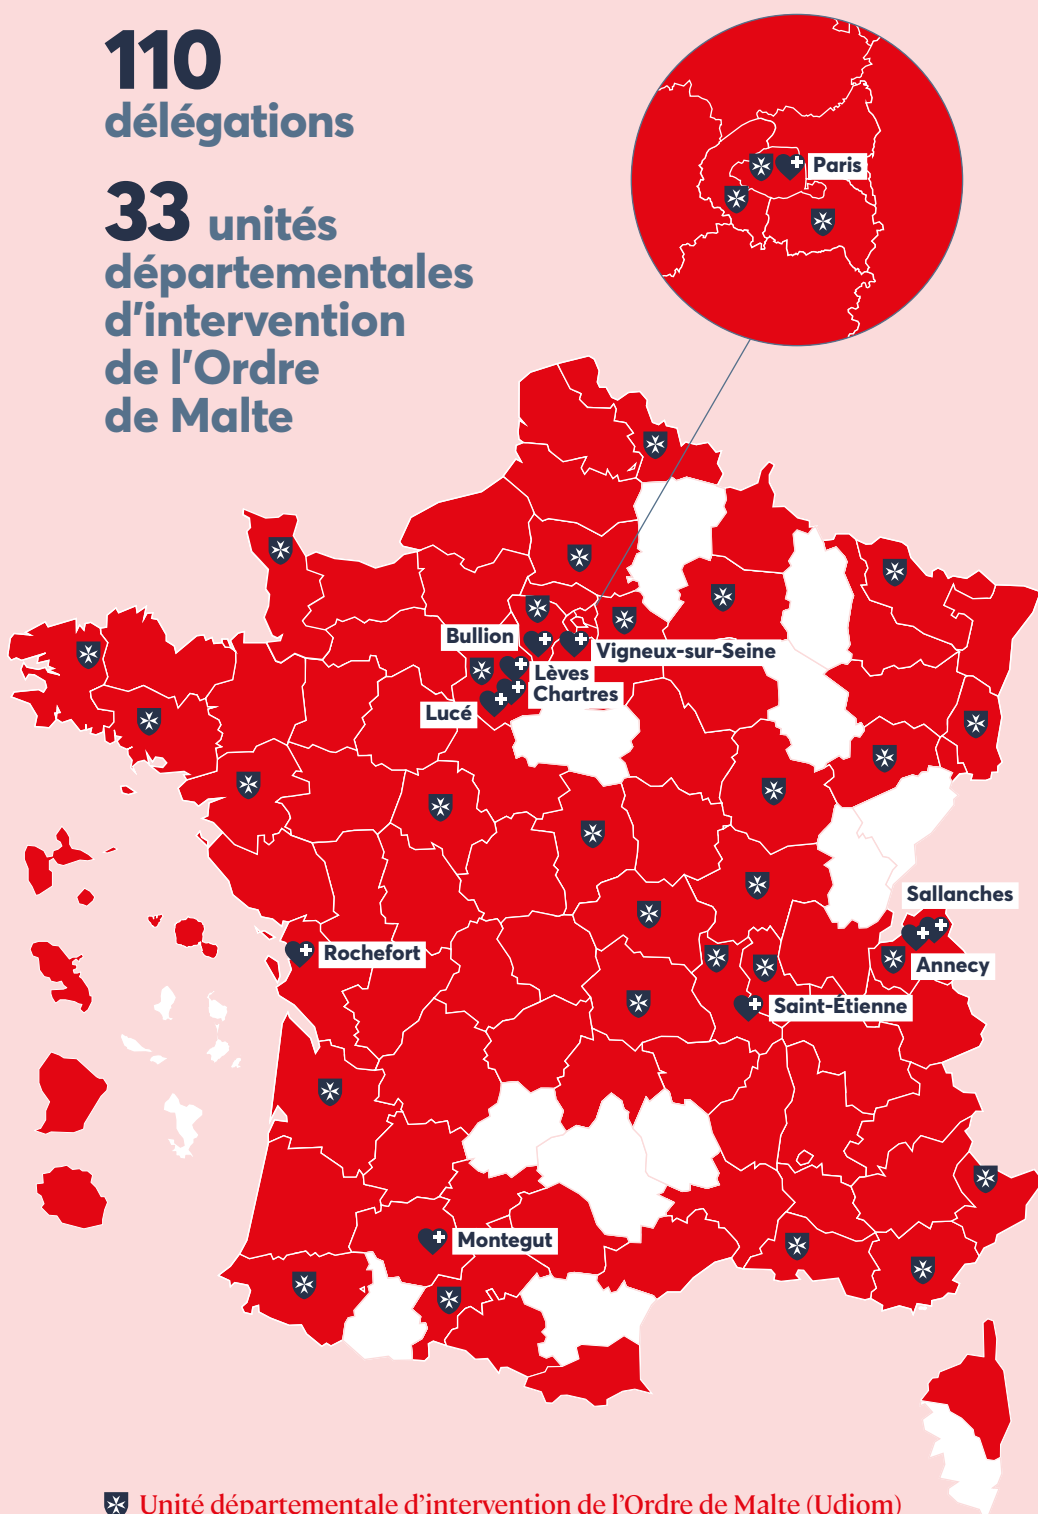 110
délégations
33 unités
départementales
d'intervention
de l'Ordre
de Malte
Paris
Bullion
Vigneux-sur-Seine
Lèves
Chartres
Lucé
Sallanches
Rochefort
Annecy
Saint-Étienne
Montegut
Unité départementale d'intervention de l'Ordre de Malte (Udiom)